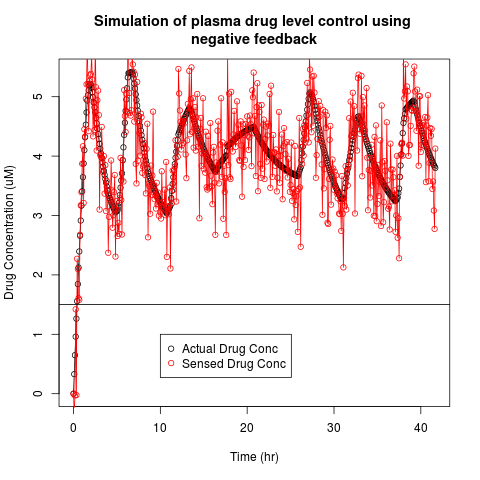 Simulation of plasma drug level control using
negative feedback
Drug Concentration (uM)
5
4
3
2
1
0
Actual Drug Conc
Sensed Drug Conc
0 10 20 30 40
Time (hr)